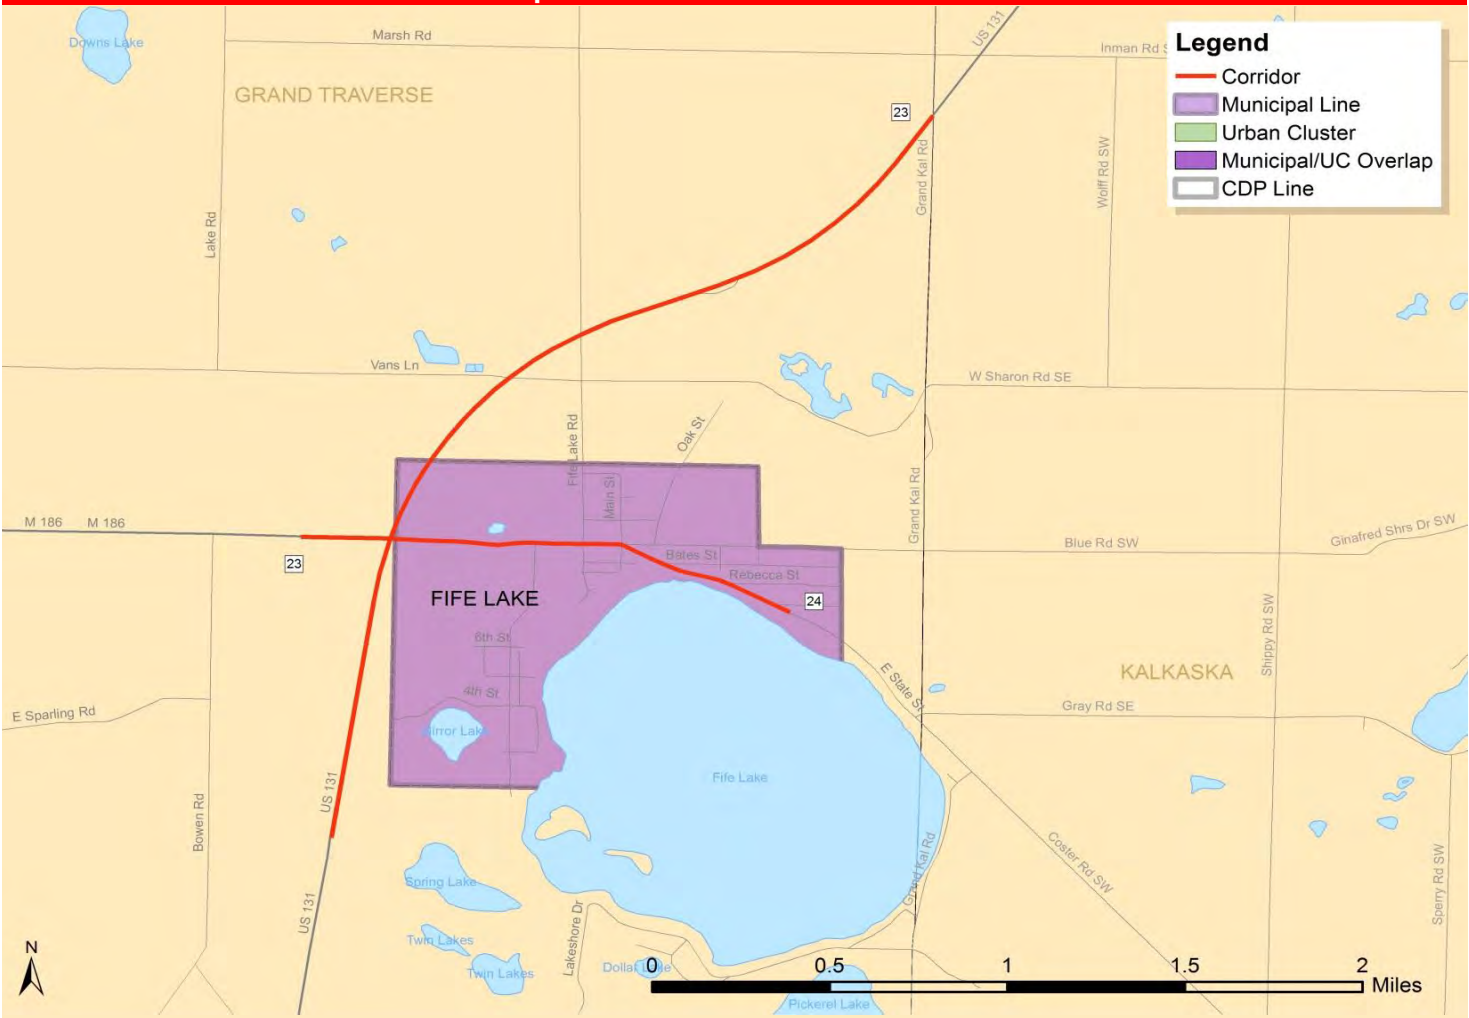 Downs Lake
Marsh Rd
US 131
Inman Rd S
Legend
Corridor
Municipal Line
Urban Cluster
Municipal/UC Overlap
CDP Line
GRAND TRAVERSE
23
Grand Kal Rd
Wolff Rd SW
Lake Rd
Vans Ln
W Sharon Rd SE
Fife Lake Rd
Oak St
Main St
Grand Kal Rd
M 186 M 186
23
Bates St
Blue Rd SW
Ginafred Shrs Dr SW
Rebecca St
FIFE LAKE
24
6th St
Shippy Rd SW
E State St
KALKASKA
4th St
E Sparling Rd
Gray Rd SE
Mirror Lake
Fife Lake
US 131
Bowen Rd
Grand Kal Rd
Coster Rd SW
Sperry Rd SW
Spring Lake
US 131
Lakeshore Dr
N
Twin Lakes
Twin Lakes
0 0.5 1 1.5 2
Miles
Pickerel Lake